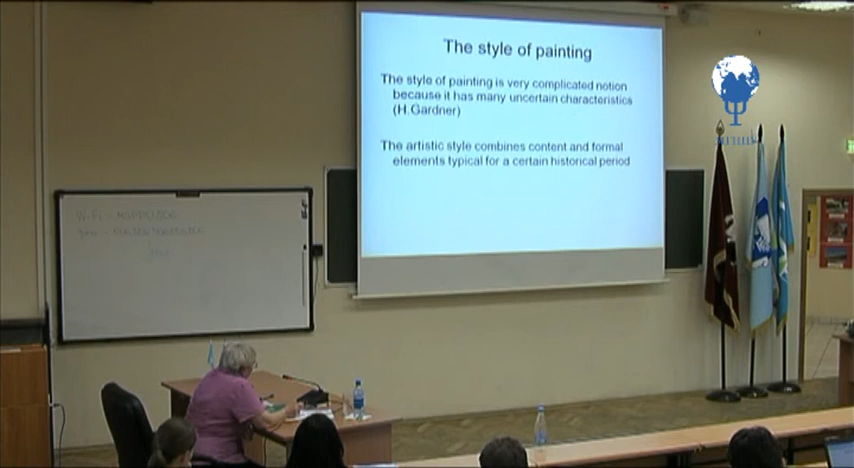 The style of painting
The style of painting is very complicated notion
because it has many uncertain characteristics
(H.Gardner)
The artistic style combines content and formal
elements typical for a certain historical period